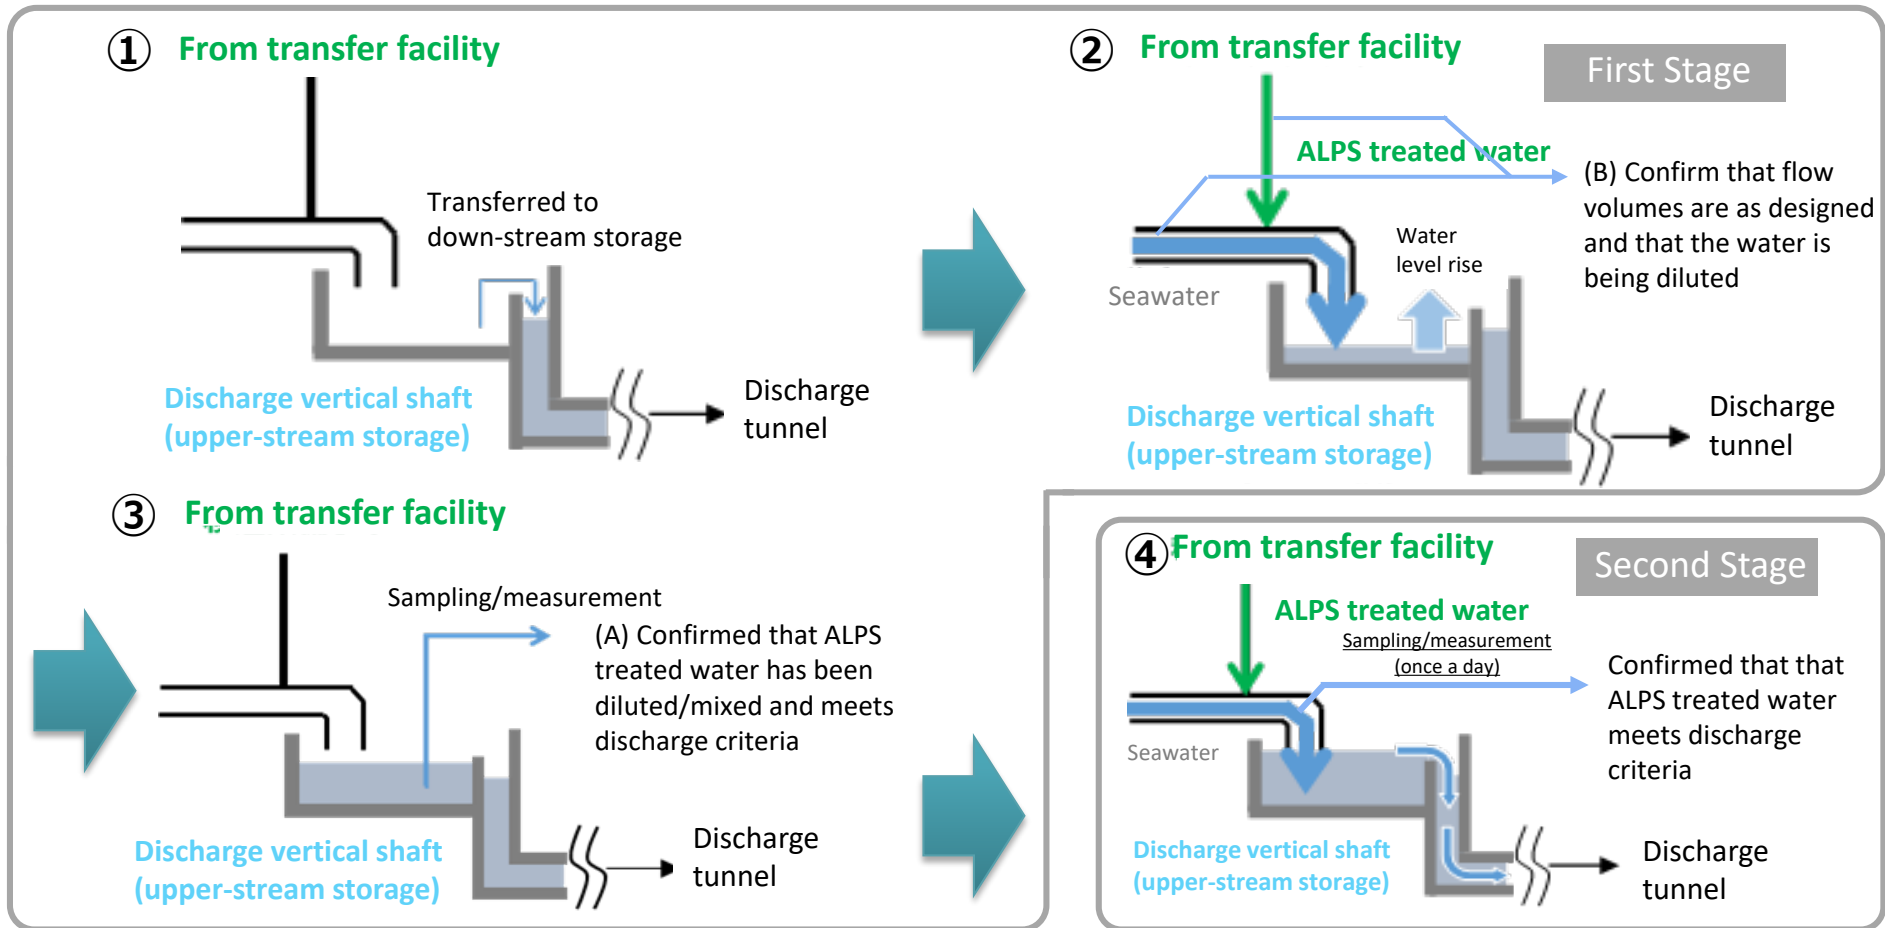 ① From transfer facility
Transferred to
down-stream storage
Discharge vertical shaft
(upper-stream storage)
Discharge
tunnel
② From transfer facility
First Stage
ALPS treated water
(B) Confirm that flow
volumes are as designed
and that the water is
being diluted
Water
level rise
Seawater
Discharge vertical shaft
(upper-stream storage)
Discharge
tunnel
③ From transfer facility
Sampling/measurement
(A) Confirmed that ALPS
treated water has been
diluted/mixed and meets
discharge criteria
Discharge vertical shaft
(upper-stream storage)
Discharge
tunnel
④ From transfer facility
Second Stage
ALPS treated water
Sampling/measurement
(once a day)
Confirmed that that
ALPS treated water
meets discharge
criteria
Seawater
Discharge vertical shaft
(upper-stream storage)
Discharge
tunnel